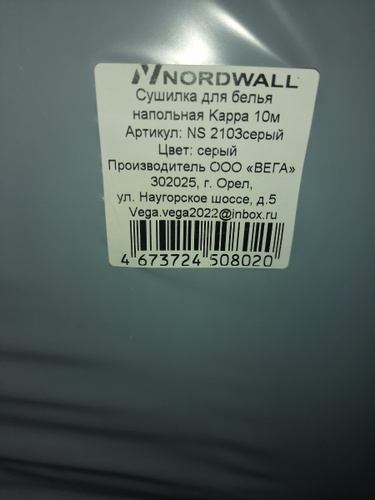 NORDWALL
Сушилка для белья
напольная Kappa 10м
Артикул: NS 2103серый
Цвет: серый
Производитель ООО «ВЕГА»
302025, г. Орел,
ул. Наугорское шоссе, д.5
Vega.vega2022@inbox.ru
4 673724 508020